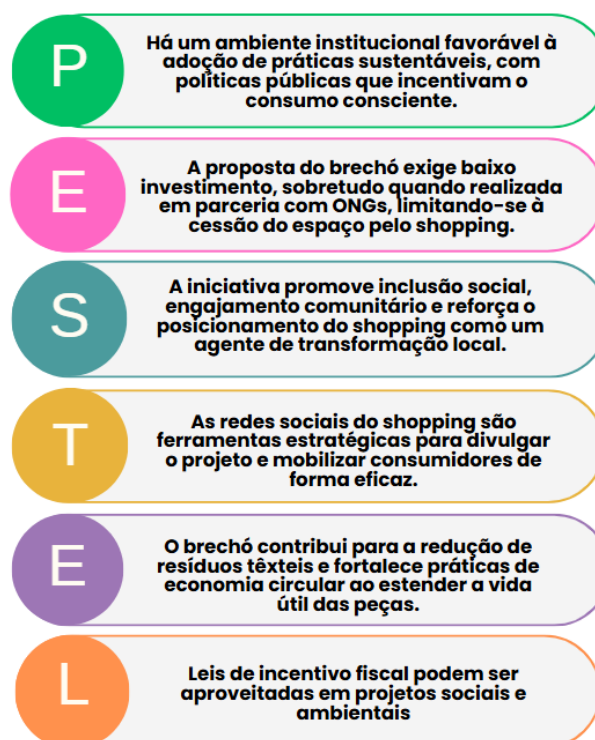 P
Há um ambiente institucional favorável à
adoção de práticas sustentáveis, com
políticas públicas que incentivam o
consumo consciente.
E
A proposta do brechó exige baixo
investimento, sobretudo quando realizada
em parceria com ONGs, limitando-se à
cessão do espaço pelo shopping.
S
A iniciativa promove inclusão social,
engajamento comunitário e reforça o
posicionamento do shopping como um
agente de transformação local.
T
As redes sociais do shopping são
ferramentas estratégicas para divulgar
o projeto e mobilizar consumidores de
forma eficaz.
E
O brechó contribui para a redução de
resíduos têxteis e fortalece práticas de
economia circular ao estender a vida
útil das peças.
L
Leis de incentivo fiscal podem ser
aproveitadas em projetos sociais e
ambientais